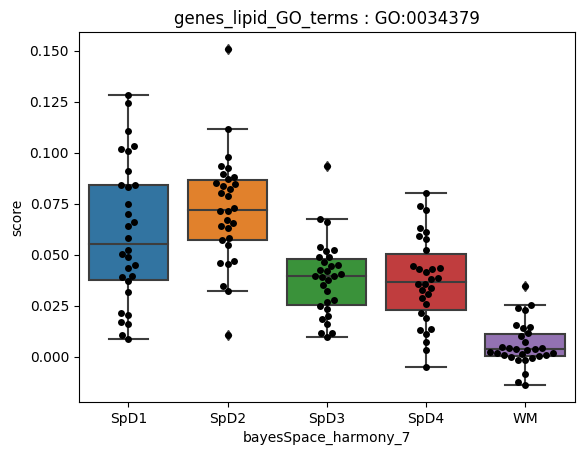 genes_lipid_GO_terms : GO:0034379
0.150
0.125
0.100
0.075
0.050
0.025
0.000
score
SpD1 SpD2 SpD3 SpD4 WM
bayesSpace_harmony_7